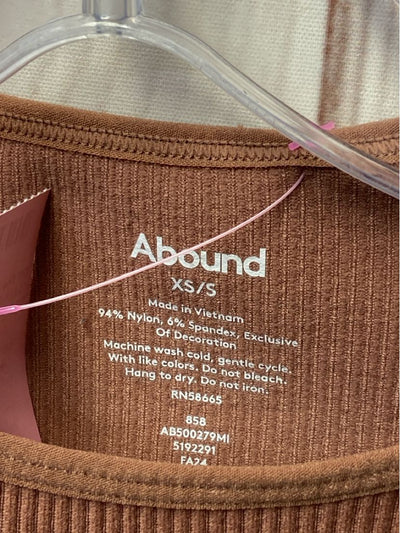 Abound
XS/S
Made in Vietnam
94% Nylon, 6% Spandex, Exclusive
Of Decoration
Machine wash cold, gentle cycle.
With like colors. Do not bleach.
Hang to dry. Do not iron.
RN58665
858
AB500279MI
5192291
FA24